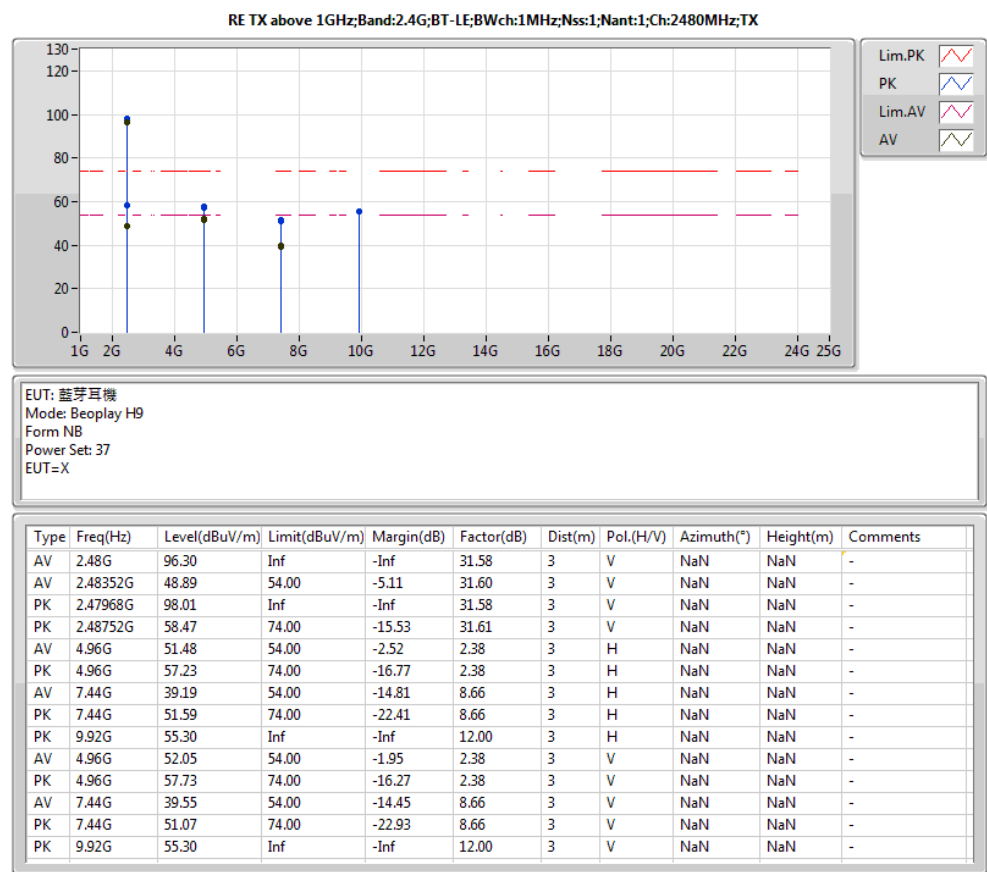 RE TX above 1GHz;Band:2.4G;BT-LE;BWch:1MHz;Nss:1;Nant:1;Ch:2480MHz;TX
130
120
100
80
60
40
20
0
1G 2G 4G 6G 8G 10G 12G 14G 16G 18G 20G 22G 24G 25G
Lim.PK
PK
Lim.AV
AV
EUT: 藍芽耳機
Mode: Beoplay H9
Form NB
Power Set: 37
EUT=X
Type Freq(Hz) Level(dBuV/m) Limit(dBuV/m) Margin(dB) Factor(dB) Dist(m) Pol.(H/V) Azimuth(°) Height(m) Comments
AV 2.48G 96.30 Inf -Inf 31.58 3 V NaN NaN -
AV 2.48352G 48.89 54.00 -5.11 31.60 3 V NaN NaN -
PK 2.47968G 98.01 Inf -Inf 31.58 3 V NaN NaN -
PK 2.48752G 58.47 74.00 -15.53 31.61 3 V NaN NaN -
AV 4.96G 51.48 54.00 -2.52 2.38 3 H NaN NaN -
PK 4.96G 57.23 74.00 -16.77 2.38 3 H NaN NaN -
AV 7.44G 39.19 54.00 -14.81 8.66 3 H NaN NaN -
PK 7.44G 51.59 74.00 -22.41 8.66 3 H NaN NaN -
PK 9.92G 55.30 Inf -Inf 12.00 3 H NaN NaN -
AV 4.96G 52.05 54.00 -1.95 2.38 3 V NaN NaN -
PK 4.96G 57.73 74.00 -16.27 2.38 3 V NaN NaN -
AV 7.44G 39.55 54.00 -14.45 8.66 3 V NaN NaN -
PK 7.44G 51.07 74.00 -22.93 8.66 3 V NaN NaN -
PK 9.92G 55.30 Inf -Inf 12.00 3 V NaN NaN -